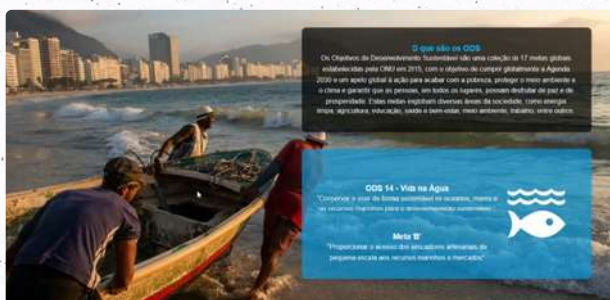 O que são os ODS
Os Objetivos de Desenvolvimento Sustentável são uma coleção de 17 metas globais
estabelecidas pela ONU em 2015, com o objetivo de cumprir globalmente a Agenda
2030 e um apelo global à ação para acabar com a pobreza, proteger o meio ambiente e
o clima e garantir que as pessoas, em todos os lugares, possam desfrutar de paz e de
prosperidade. Estas metas englobam diversas áreas da sociedade, como energia
limpa, agricultura, educação, saúde e bem-estar, meio ambiente, trabalho, entre outros.
ODS 14 - Vida na Água
"Conservar e usar de forma sustentável os oceanos, mares e
os recursos marinhos para o desenvolvimento sustentável."
Meta 'B'
"Proporcionar o acesso dos pescadores artesanais de
pequena escala aos recursos marinhos e mercados"